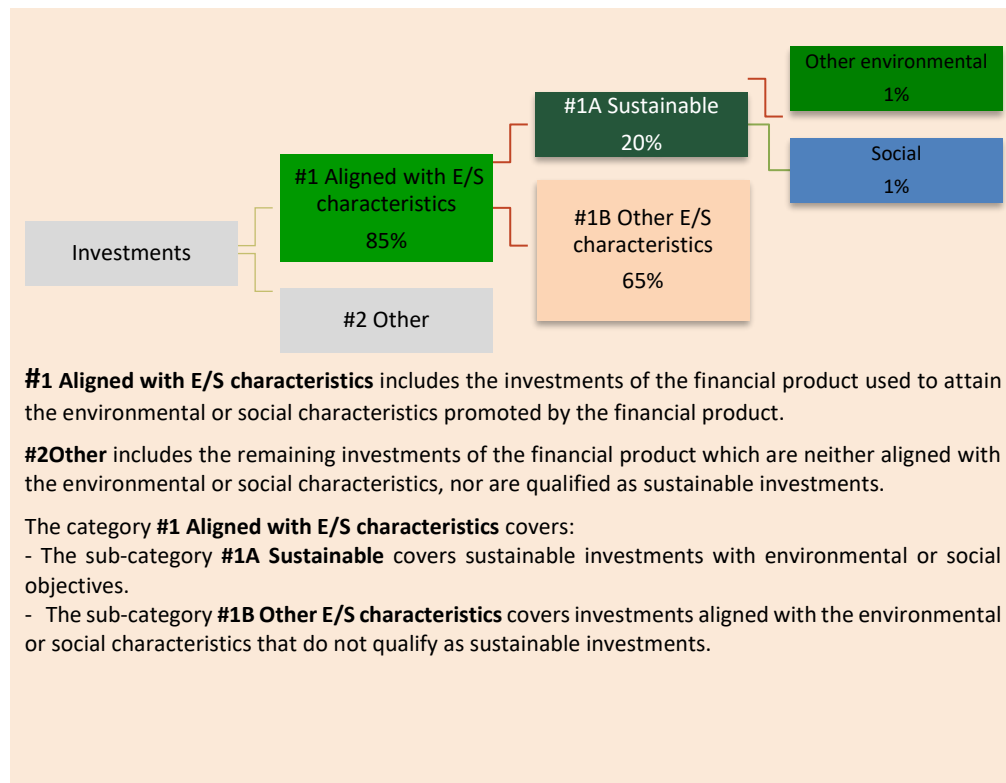 Other environmental
1%
#1A Sustainable
20%
Social
1%
#1 Aligned with E/S
characteristics
85%
#1B Other E/S
characteristics
65%
Investments
#2 Other
#1 Aligned with E/S characteristics includes the investments of the financial product used to attain
the environmental or social characteristics promoted by the financial product.
#2Other includes the remaining investments of the financial product which are neither aligned with
the environmental or social characteristics, nor are qualified as sustainable investments.
The category #1 Aligned with E/S characteristics covers:
- The sub-category #1A Sustainable covers sustainable investments with environmental or social
objectives.
- The sub-category #1B Other E/S characteristics covers investments aligned with the environmental
or social characteristics that do not qualify as sustainable investments.